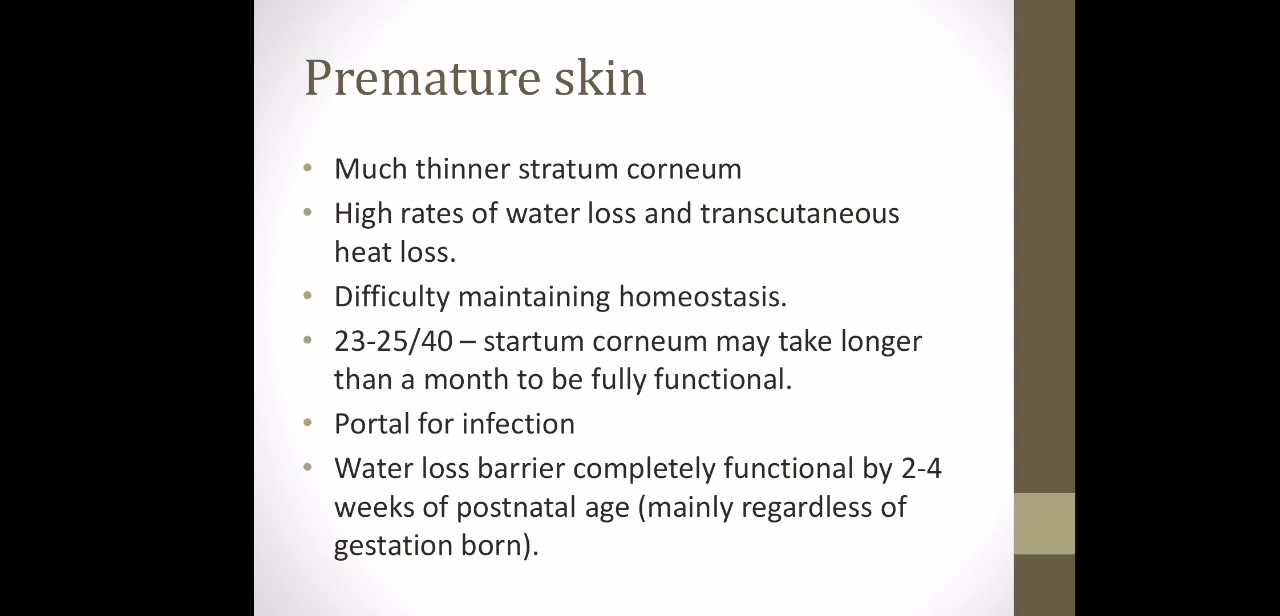 Premature skin
• Much thinner stratum corneum
• High rates of water loss and transcutaneous
heat loss.
• Difficulty maintaining homeostasis.
• 23-25/40 – startum corneum may take longer
than a month to be fully functional.
• Portal for infection
• Water loss barrier completely functional by 2-4
weeks of postnatal age (mainly regardless of
gestation born).